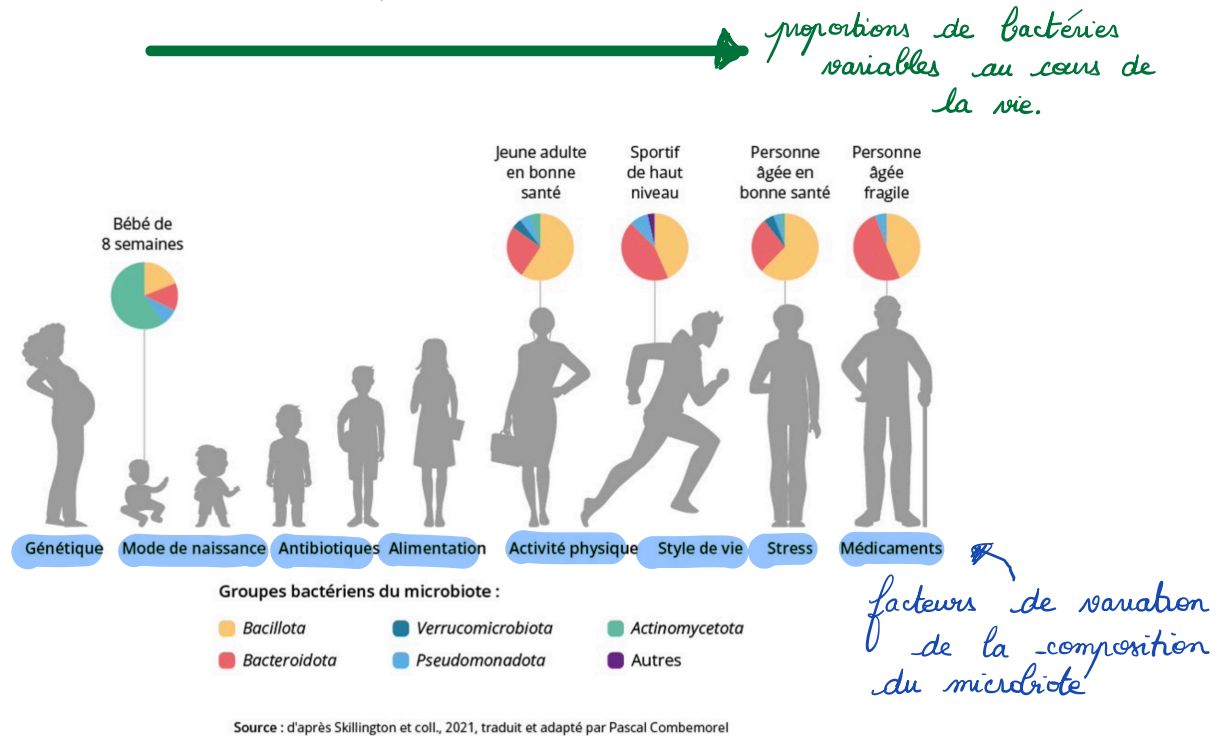 proportions de bactéries
variables au cours de
la vie.
Jeune adulte
en bonne
santé
Sportif
de haut
niveau
Personne
âgée en
bonne santé
Personne
âgée
fragile
Bébé de
8 semaines
Génétique Mode de naissance Antibiotiques Alimentation Activité physique Style de vie Stress Médicaments
facteurs de variation
de la composition
du microbiote
Groupes bactériens du microbiote :
Bacillota Verrucomicrobiota Actinomycetota
Bacteroidota Pseudomonadota Autres
Source : d'après Skillington et coll., 2021, traduit et adapté par Pascal Combemorel